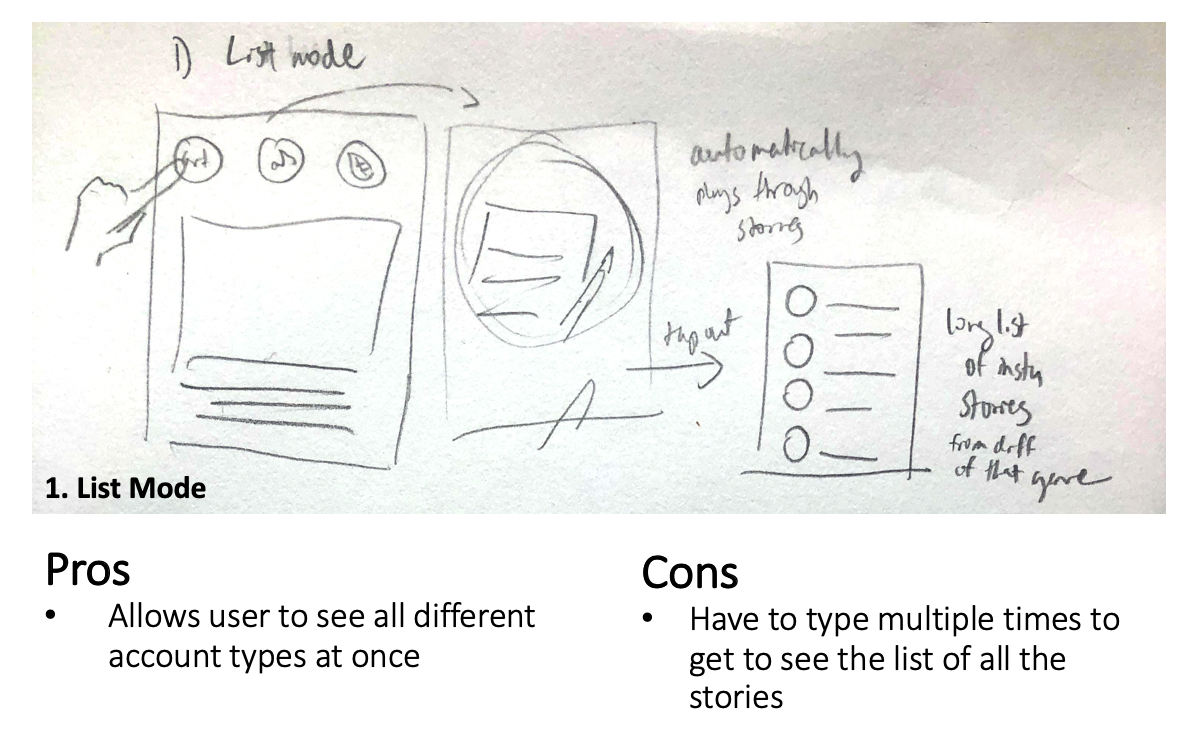 1) List mode
art
ads
automatically
plays through
stories
tap out
long list
of insta
stories
from diff
of that genre
1. List Mode
Pros
• Allows user to see all different
account types at once
Cons
• Have to type multiple times to
get to see the list of all the
stories